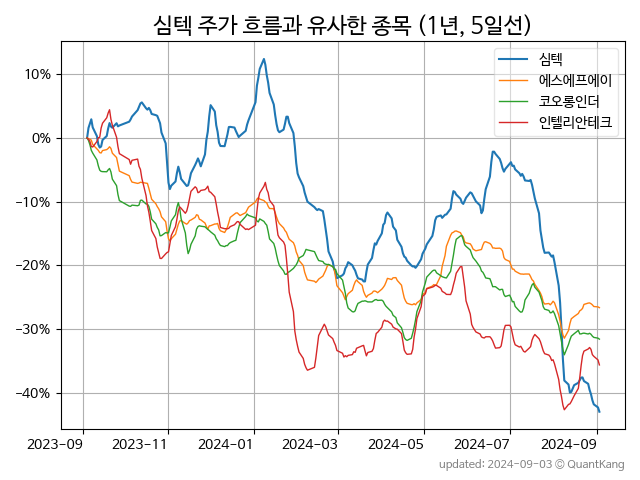 심텍 주가 흐름과 유사한 종목 (1년, 5일선)
심텍
에스에프에이
코오롱인더
인텔리안테크
10%
0%
−10%
−20%
−30%
−40%
2023-09 2023-11 2024-01 2024-03 2024-05 2024-07 2024-09
updated: 2024-09-03 © QuantKang